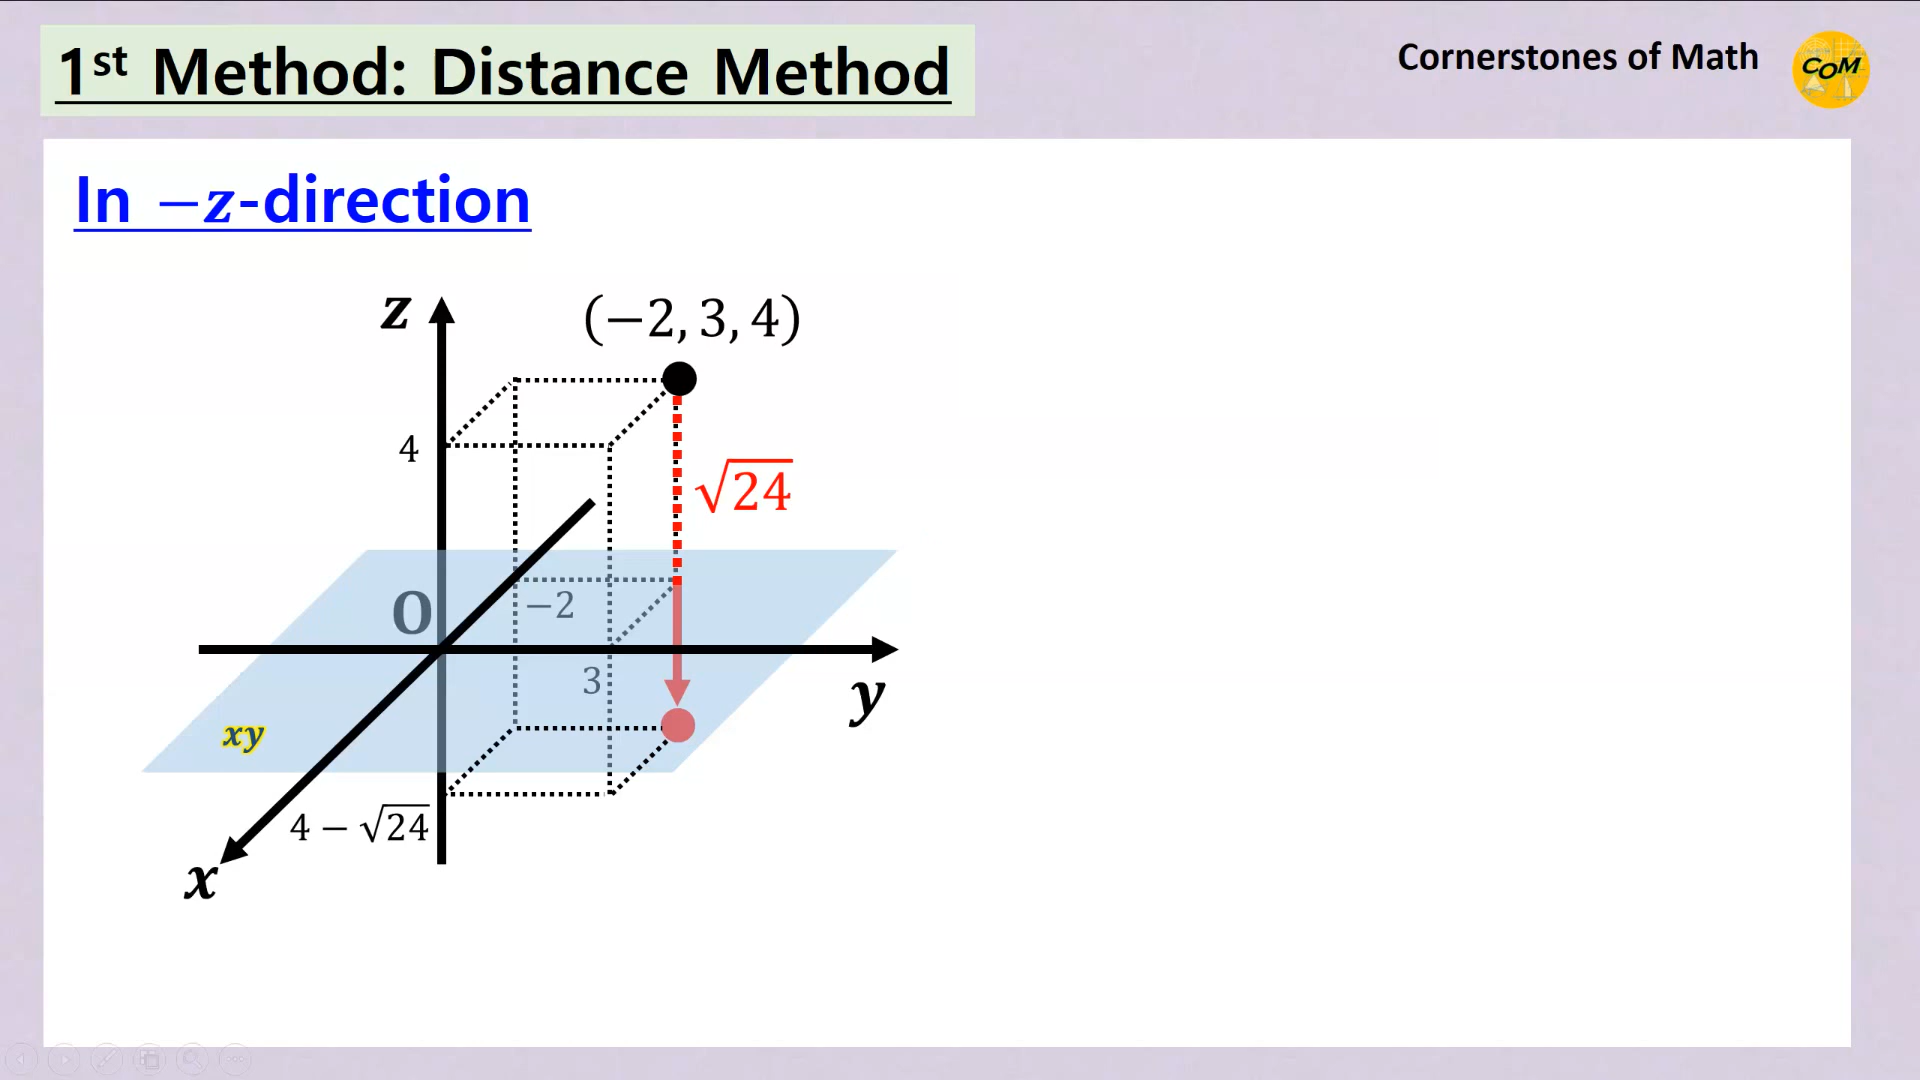 1st Method: Distance Method
Cornerstones of Math
COM
In −z-direction
z
(−2, 3, 4)
4
√24
O
−2
3
y
xy
4 − √24
x